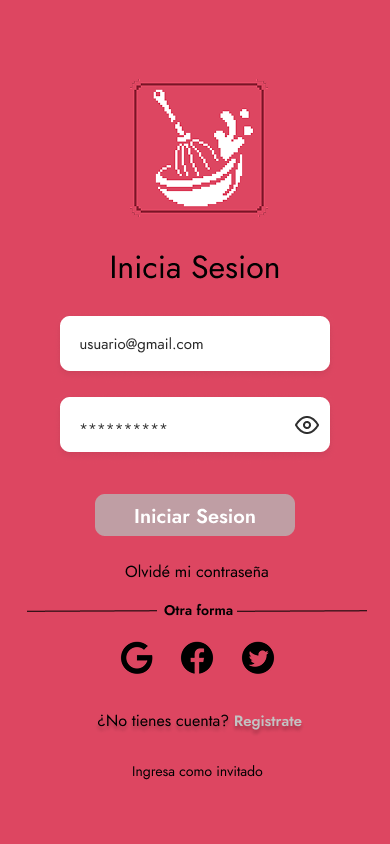 Inicia Sesion
usuario@gmail.com
**********
Iniciar Sesion
Olvidé mi contraseña
Otra forma
¿No tienes cuenta? Registrate
Ingresa como invitado